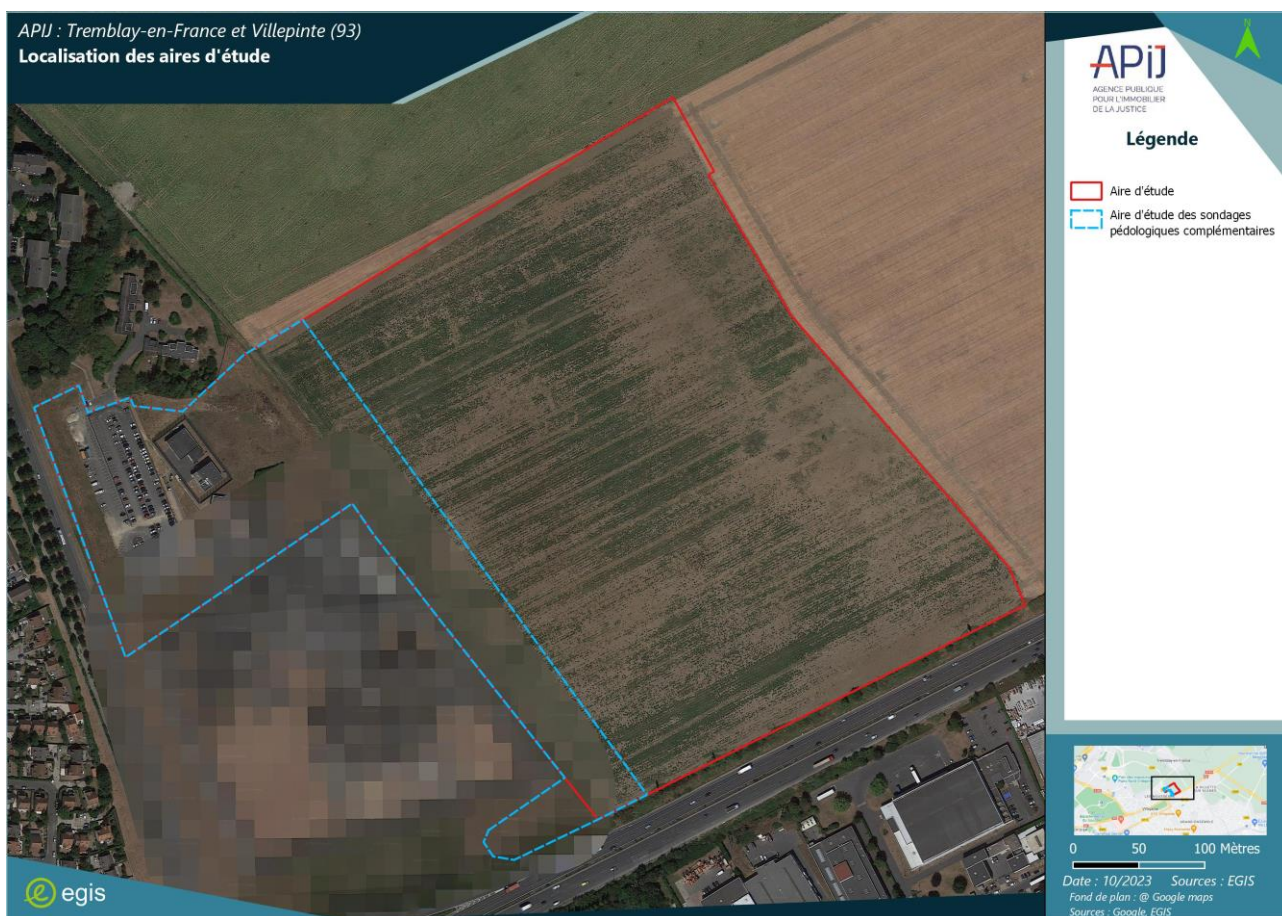 APIJ : Tremblay-en-France et Villepinte (93)
Localisation des aires d'étude
N
APiJ
AGENCE PUBLIQUE
POUR L'IMMOBILIER
DE LA JUSTICE
Légende
Aire d'étude
Aire d'étude des sondages
pédologiques complémentaires
0 50 100 Mètres
Date : 10/2023 Sources : EGIS
Fond de plan : @ Google maps
Sources : Google, EGIS
egis